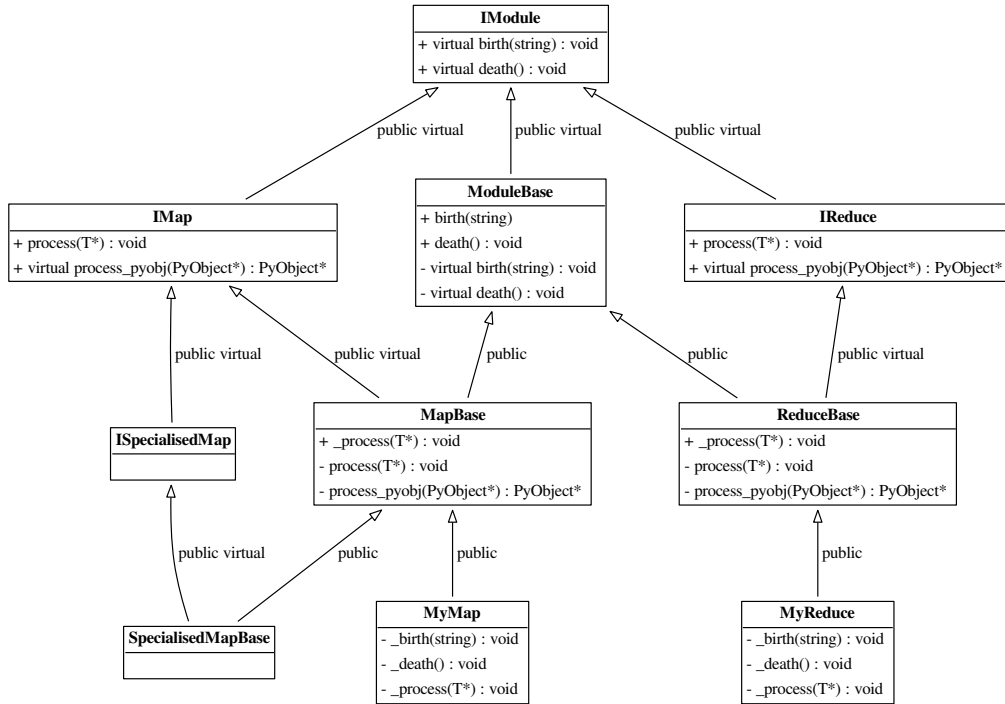 IModule
+ virtual birth(string) : void
+ virtual death() : void
public virtual
public virtual
public virtual
IMap
+ process(T*) : void
+ virtual process_pyobj(PyObject*) : PyObject*
ModuleBase
+ birth(string)
+ death() : void
- virtual birth(string) : void
- virtual death() : void
IReduce
+ process(T*) : void
+ virtual process_pyobj(PyObject*) : PyObject*
public virtual
public virtual
public
public
public virtual
ISpecialisedMap
MapBase
+ _process(T*) : void
- process(T*) : void
- process_pyobj(PyObject*) : PyObject*
ReduceBase
+ _process(T*) : void
- process(T*) : void
- process_pyobj(PyObject*) : PyObject*
public virtual
public
public
public
SpecialisedMapBase
MyMap
- _birth(string) : void
- _death() : void
- _process(T*) : void
MyReduce
- _birth(string) : void
- _death() : void
- _process(T*) : void